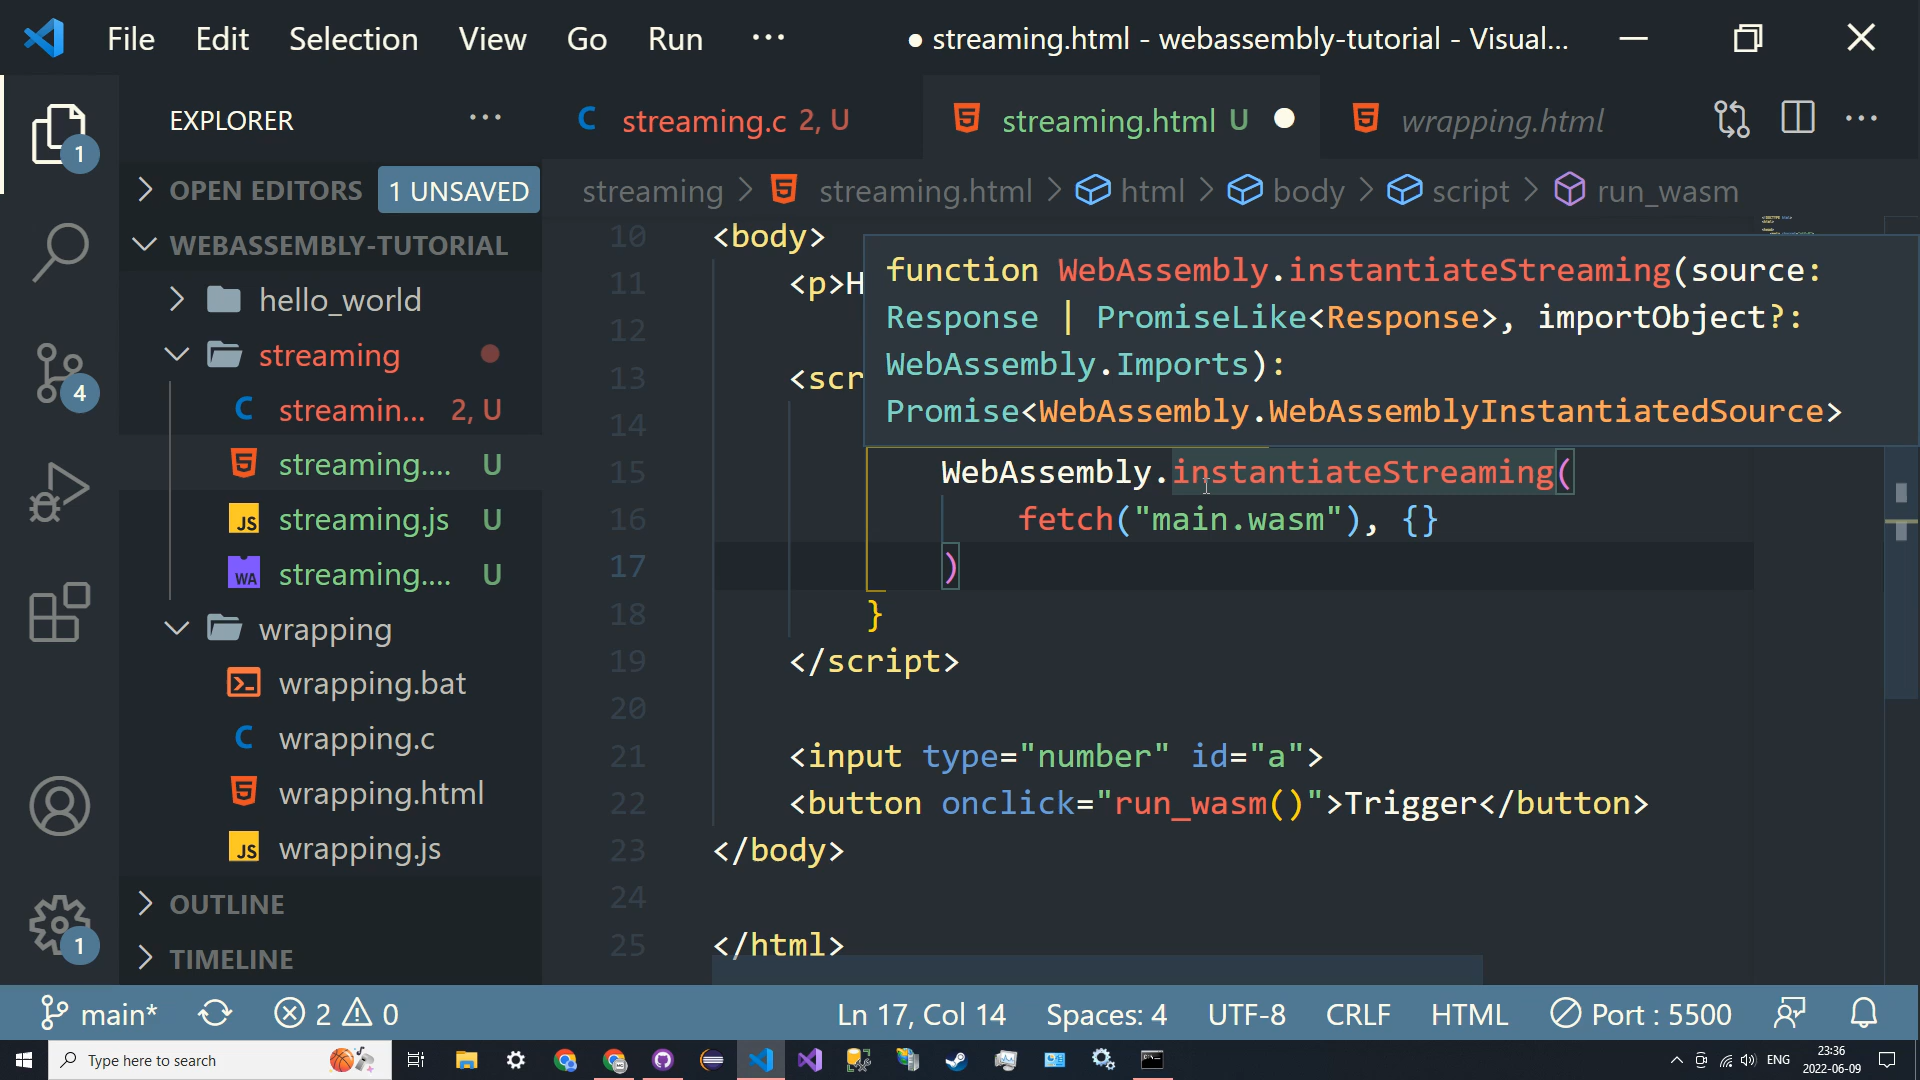 File Edit Selection View Go Run ···
● streaming.html - webassembly-tutorial - Visual...
EXPLORER
streaming.c 2, U
streaming.html U
wrapping.html
OPEN EDITORS 1 UNSAVED
WEBASSEMBLY-TUTORIAL
hello_world
streaming
streamin... 2, U
streaming.... U
JS streaming.js U
WA streaming.... U
wrapping
wrapping.bat
wrapping.c
wrapping.html
JS wrapping.js
OUTLINE
TIMELINE
1
4
1
streaming > streaming.html > html > body > script > run_wasm
10 <body>
11 <p>H
12
13 <scr
14
function WebAssembly.instantiateStreaming(source:
Response | PromiseLike<Response>, importObject?:
WebAssembly.Imports):
Promise<WebAssembly.WebAssemblyInstantiatedSource>
15 WebAssembly.instantiateStreaming(
16 fetch("main.wasm"), {}
17 )
18 }
19 </script>
20
21 <input type="number" id="a">
22 <button onclick="run_wasm()">Trigger</button>
23 </body>
24
25 </html>
main* 2 0
Ln 17, Col 14 Spaces: 4 UTF-8 CRLF HTML Port : 5500
Type here to search
ENG
23:36
2022-06-09